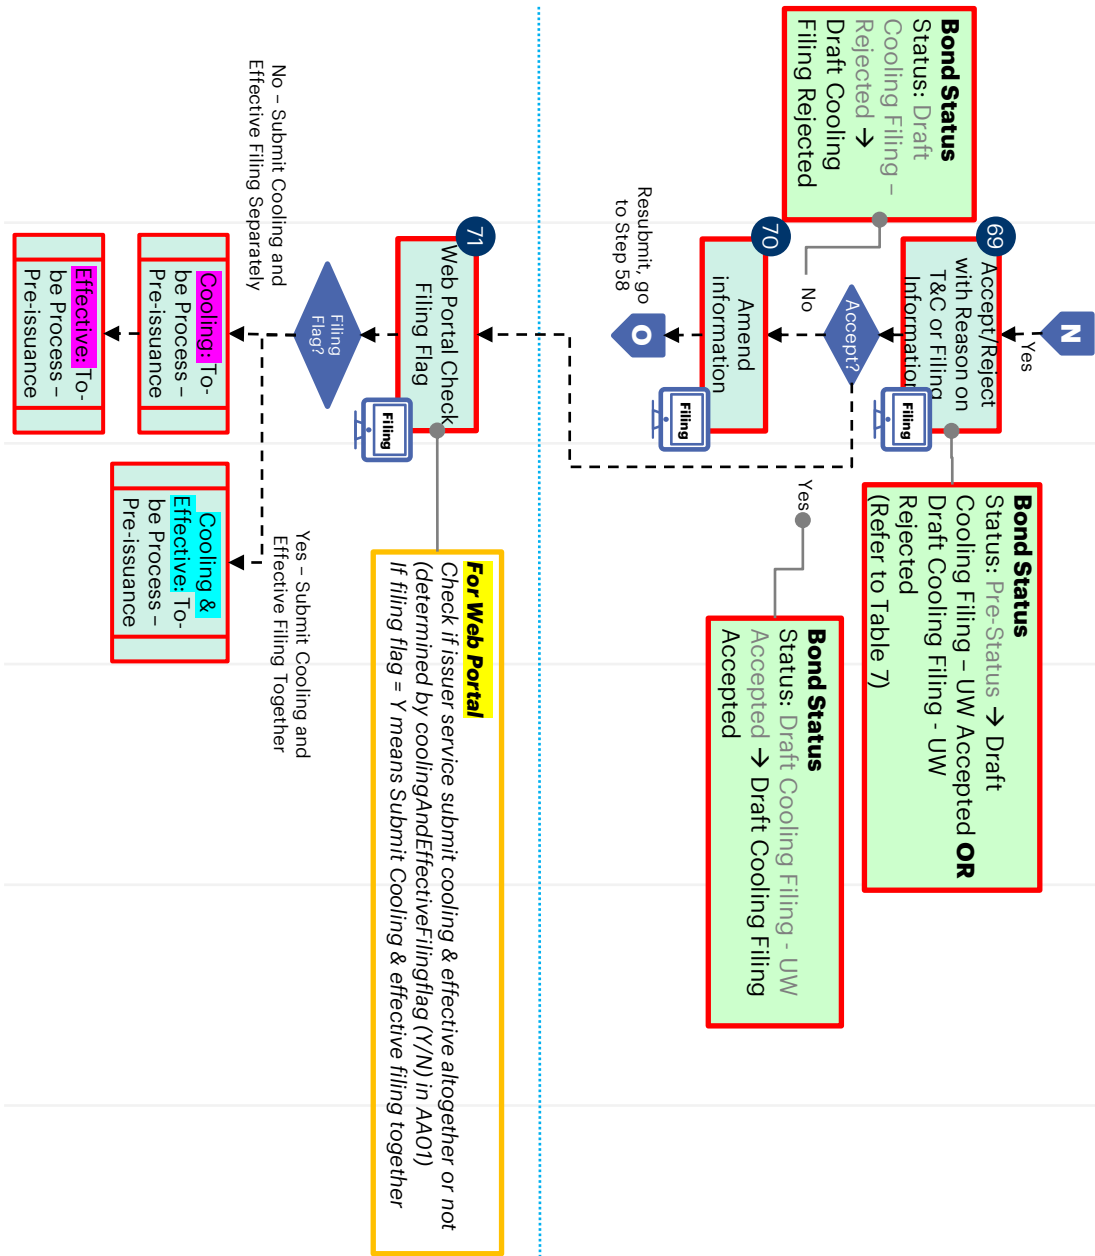 N
Yes
69
Accept/Reject
with Reason on
T&C or Filing
Information
Filing
Bond Status
Status: Pre-Status → Draft
Cooling Filing – UW Accepted OR
Draft Cooling Filing - UW
Rejected
(Refer to Table 7)
Bond Status
Status: Draft
Cooling Filing –
Rejected →
Draft Cooling
Filing Rejected
Accept?
No
Yes
Bond Status
Status: Draft Cooling Filing - UW
Accepted → Draft Cooling Filing
Accepted
70
Amend
information
Filing
O
Resubmit, go
to Step 58
71
Web Portal Check
Filing Flag
Filing
For Web Portal
Check if issuer service submit cooling & effective altogether or not
(determined by coolingAndEffectiveFilingflag (Y/N) in AA01)
If filing flag = Y means Submit Cooling & effective filing together
Filing
Flag?
No – Submit Cooling and
Effective Filing Separately
Yes – Submit Cooling and
Effective Filing Together
Cooling: To-
be Process –
Pre-issuance
Effective: To-
be Process –
Pre-issuance
Cooling &
Effective: To-
be Process –
Pre-issuance